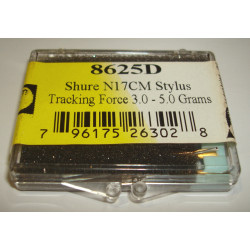 8625D
Shure N17CM Stylus
Tracking Force 3.0 - 5.0 Grams
7 96175 26302 8